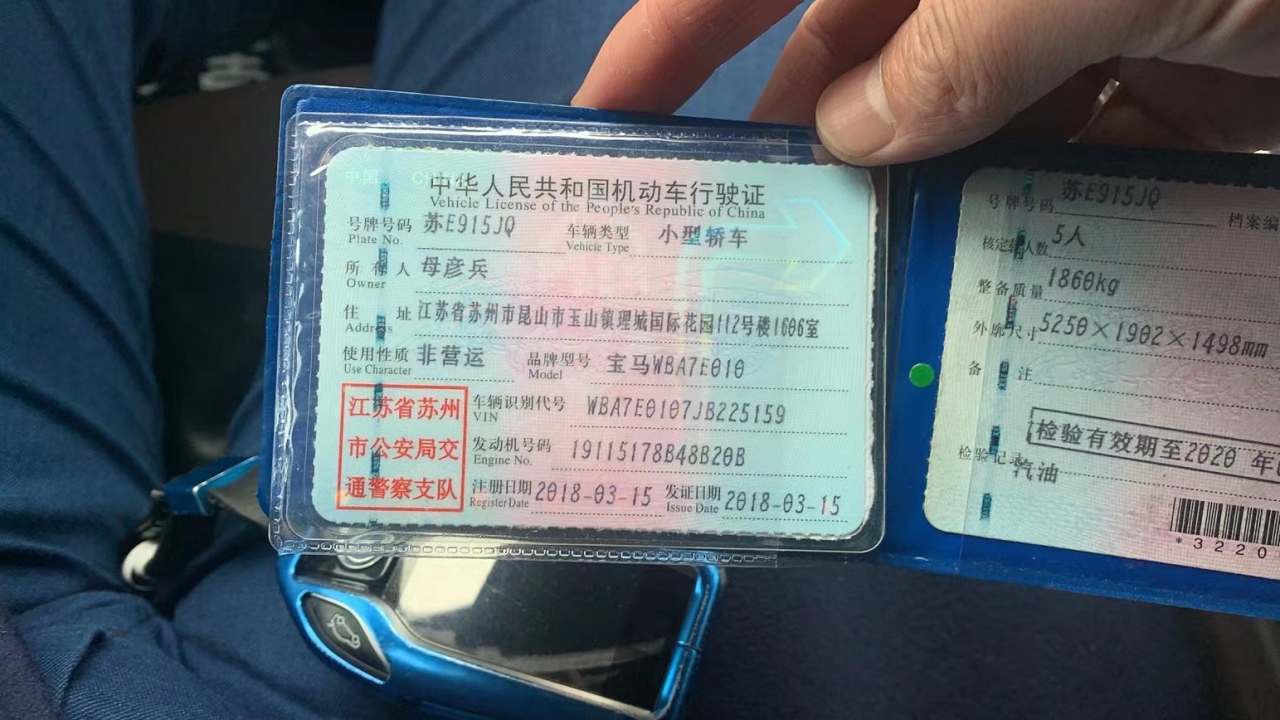 中国 CHINA
中华人民共和国机动车行驶证
Vehicle License of the People's Republic of China
号牌号码 苏E915JQ 车辆类型 小型轿车
Plate No. Vehicle Type
所有人 母彦兵
Owner
住址 江苏省苏州市昆山市玉山镇理城国际花园112号楼1606室
Address
使用性质 非营运 品牌型号 宝马WBA7E010
Use Character Model
江苏省苏州
市公安局交
通警察支队
车辆识别代号 WBA7E0107JB225159
VIN
发动机号码 19115178B48B20B
Engine No.
注册日期 2018-03-15 发证日期 2018-03-15
Register Date Issue Date
号牌号码 苏E915JQ 档案编
核定载人数 5人
整备质量 1860kg
外廓尺寸 5250×1902×1498mm
备注
检验有效期至2020 年
检验记录 汽油
*3220